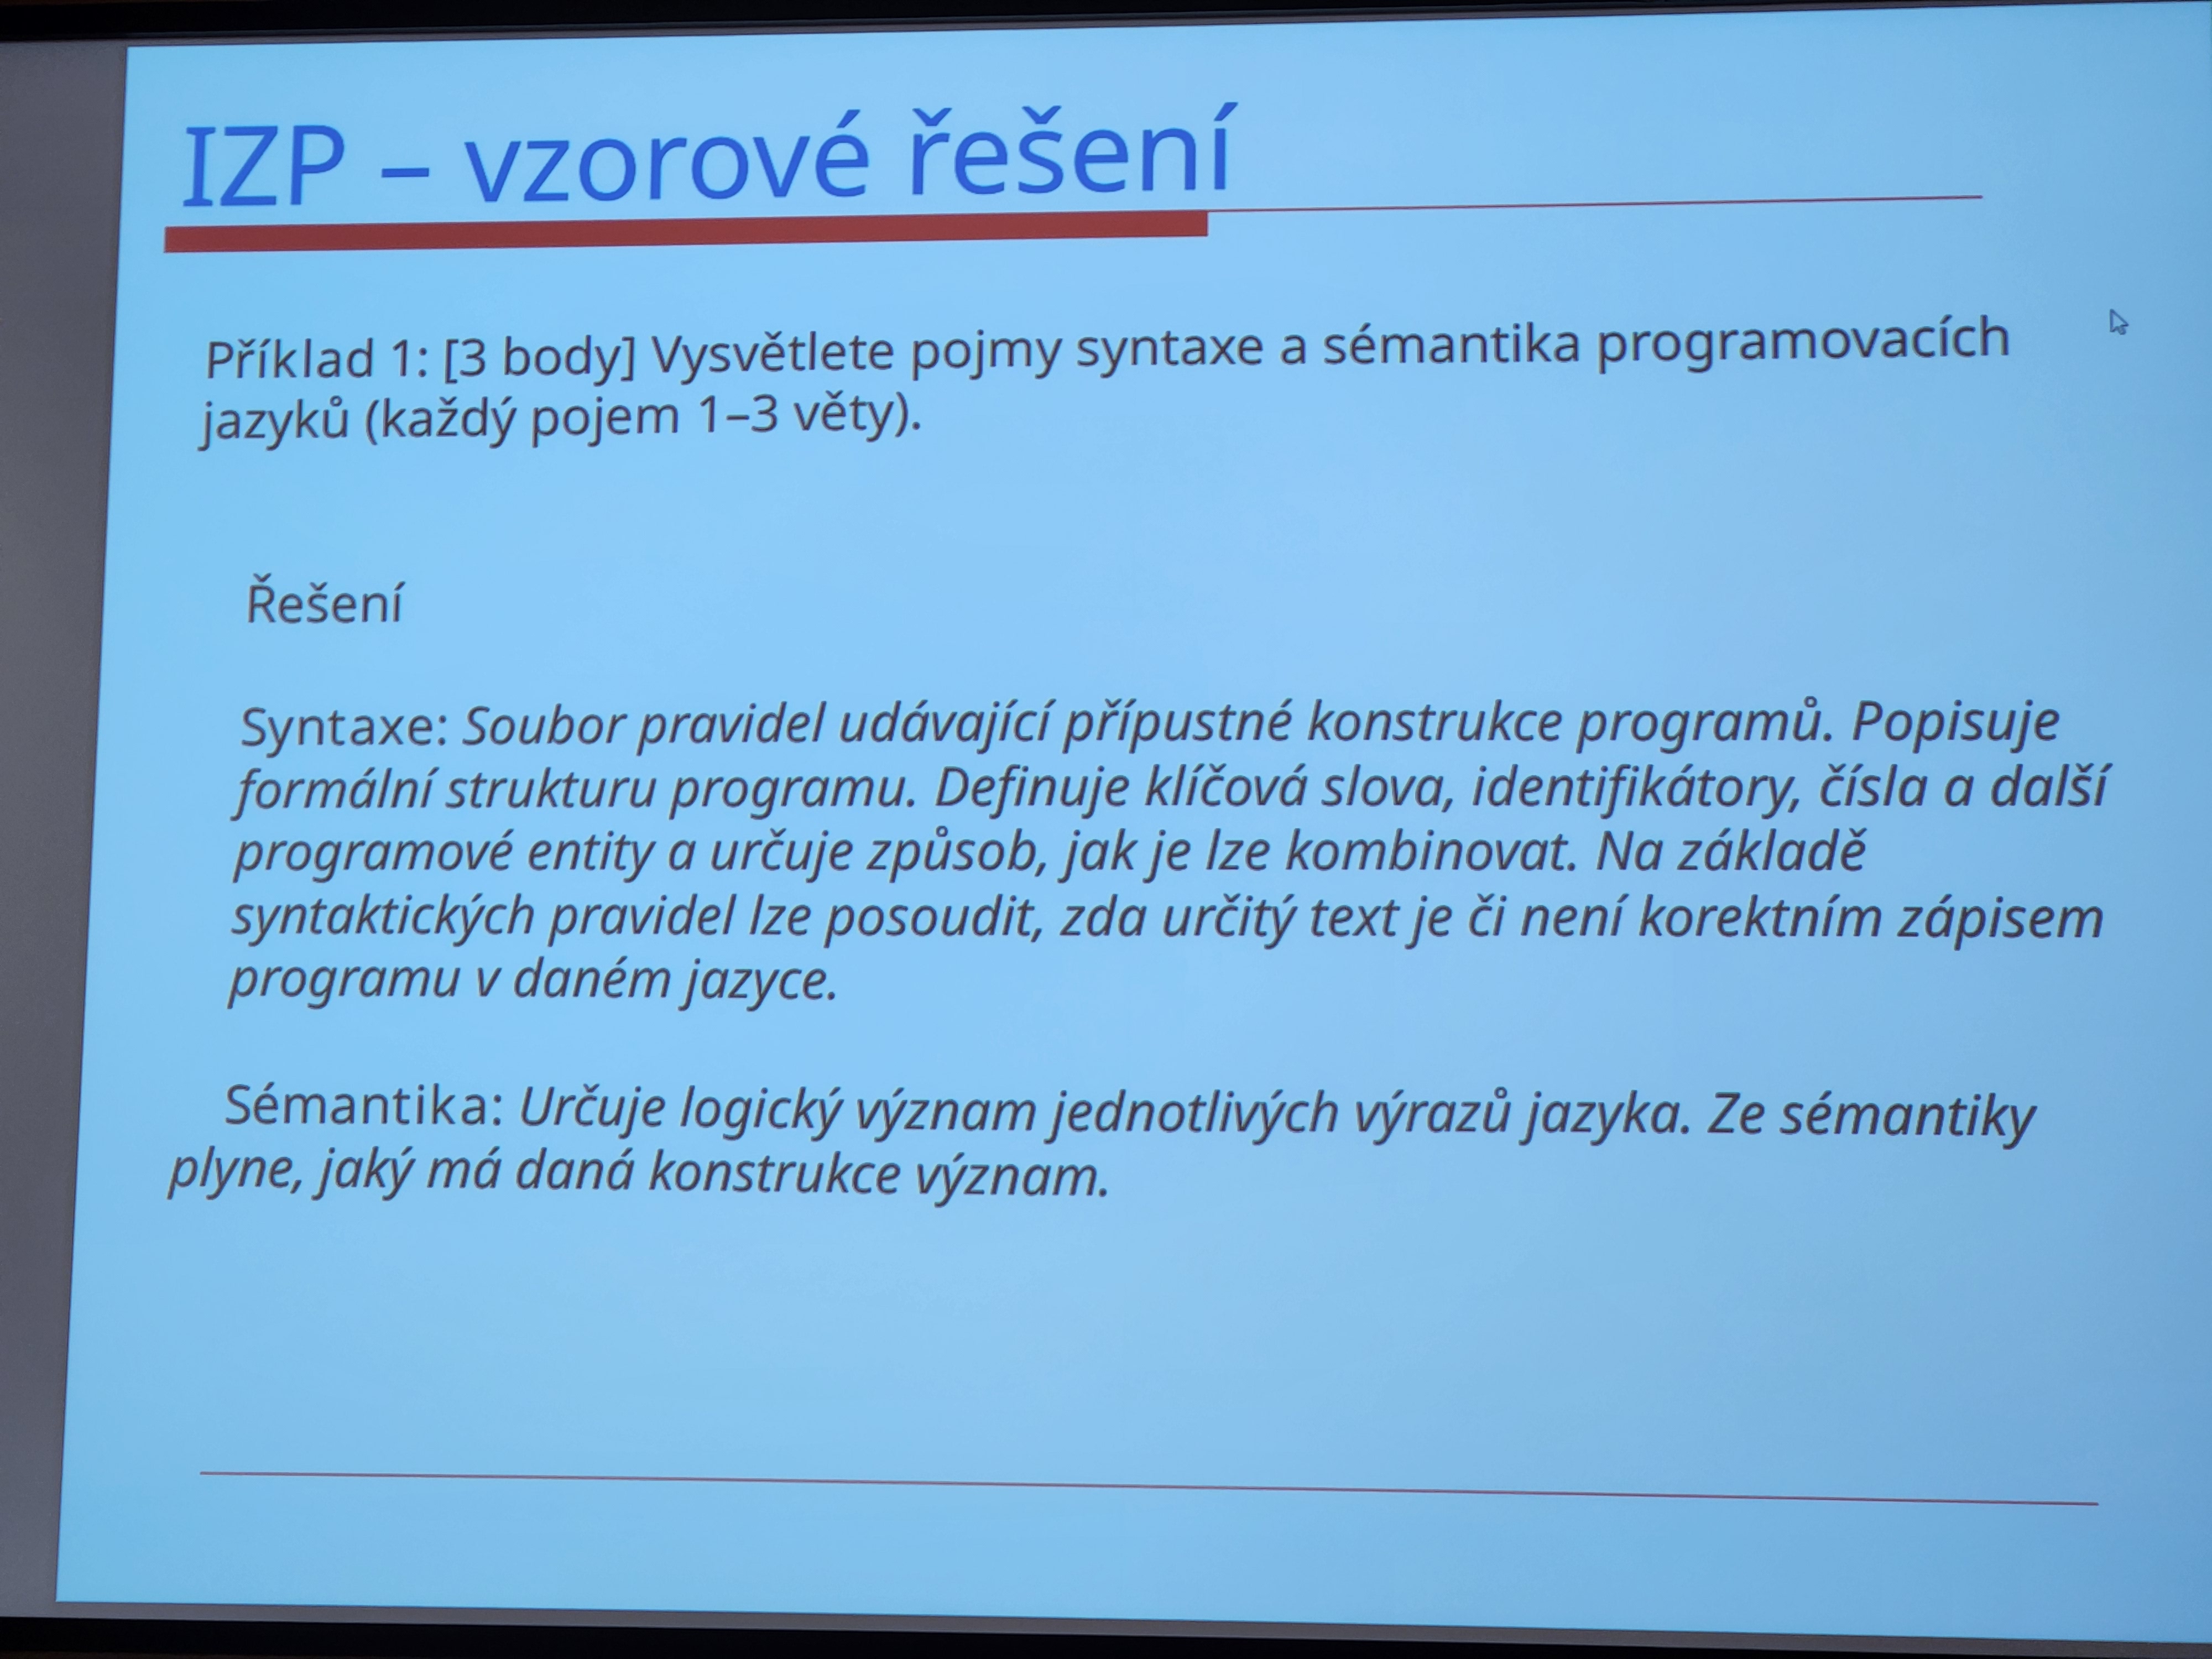 IZP – vzorové řešení
Příklad 1: [3 body] Vysvětlete pojmy syntaxe a sémantika programovacích
jazyků (každý pojem 1–3 věty).
Řešení
Syntaxe: Soubor pravidel udávající přípustné konstrukce programů. Popisuje
formální strukturu programu. Definuje klíčová slova, identifikátory, čísla a další
programové entity a určuje způsob, jak je lze kombinovat. Na základě
syntaktických pravidel lze posoudit, zda určitý text je či není korektním zápisem
programu v daném jazyce.
Sémantika: Určuje logický význam jednotlivých výrazů jazyka. Ze sémantiky
plyne, jaký má daná konstrukce význam.